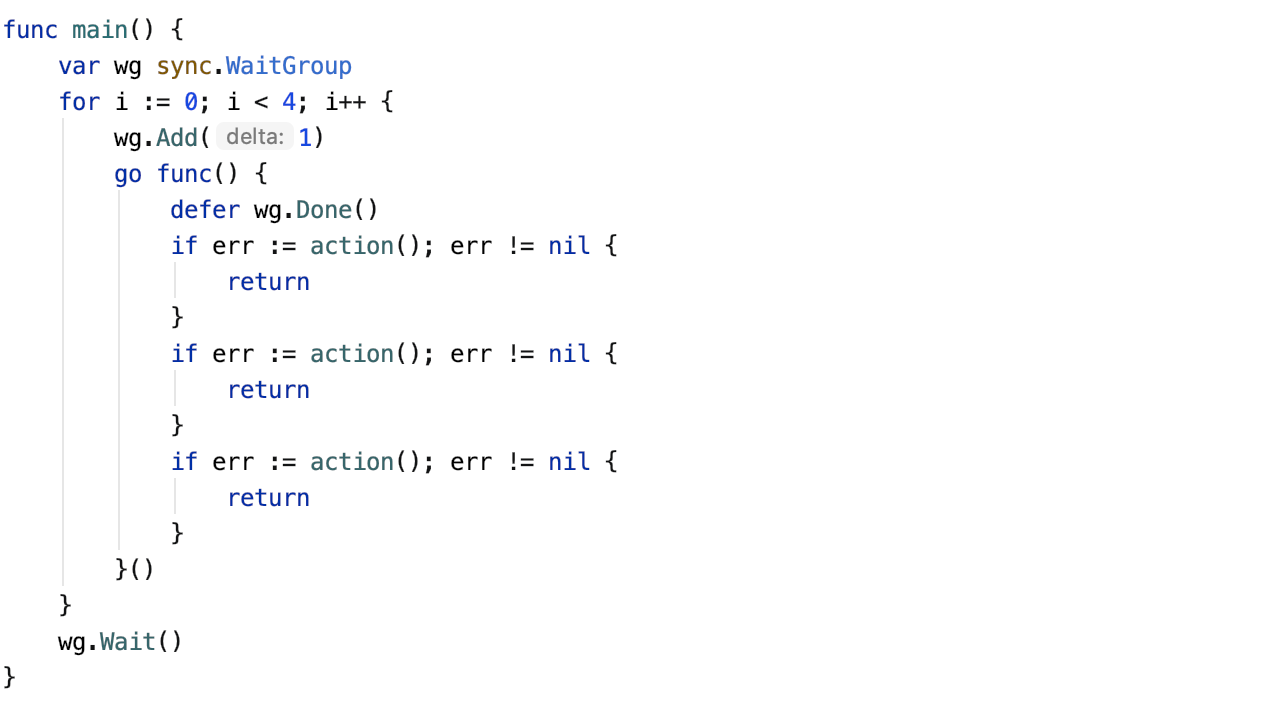 func main() {
    var wg sync.WaitGroup
    for i := 0; i < 4; i++ {
        wg.Add( delta: 1)
        go func() {
            defer wg.Done()
            if err := action(); err != nil {
                return
            }
            if err := action(); err != nil {
                return
            }
            if err := action(); err != nil {
                return
            }
        }()
    }
    wg.Wait()
}